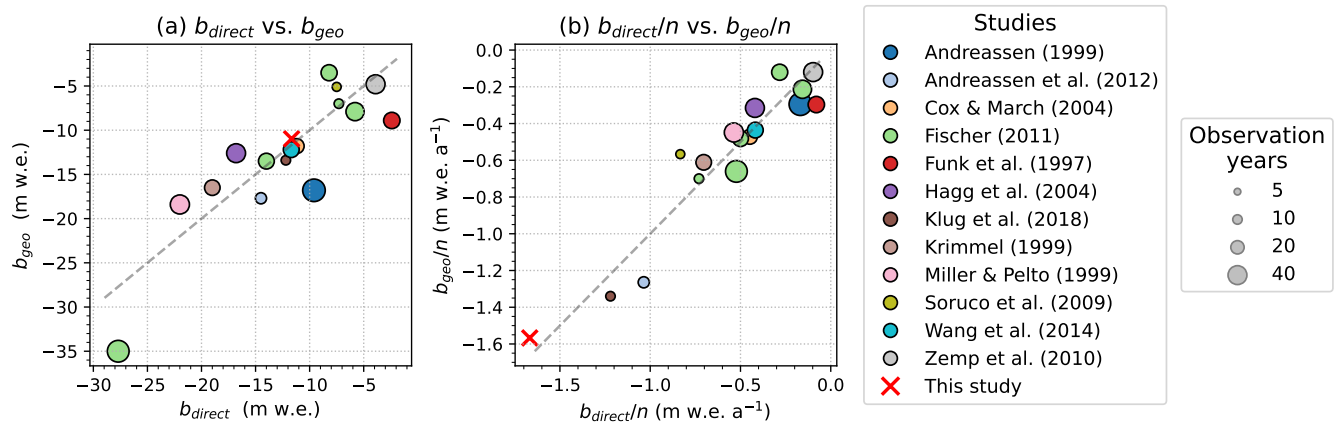 (a) b_direct vs. b_geo
−5
−10
−15
−20
−25
−30
−35
b_geo (m w.e.)
−30
−25
−20
−15
−10
−5
b_direct (m w.e.)
(b) b_direct/n vs. b_geo/n
0.0
−0.2
−0.4
−0.6
−0.8
−1.0
−1.2
−1.4
−1.6
b_geo/n (m w.e. a⁻¹)
−1.5
−1.0
−0.5
0.0
b_direct/n (m w.e. a⁻¹)
Studies
Andreassen (1999)
Andreassen et al. (2012)
Cox & March (2004)
Fischer (2011)
Funk et al. (1997)
Hagg et al. (2004)
Klug et al. (2018)
Krimmel (1999)
Miller & Pelto (1999)
Soruco et al. (2009)
Wang et al. (2014)
Zemp et al. (2010)
This study
Observation
years
5
10
20
40